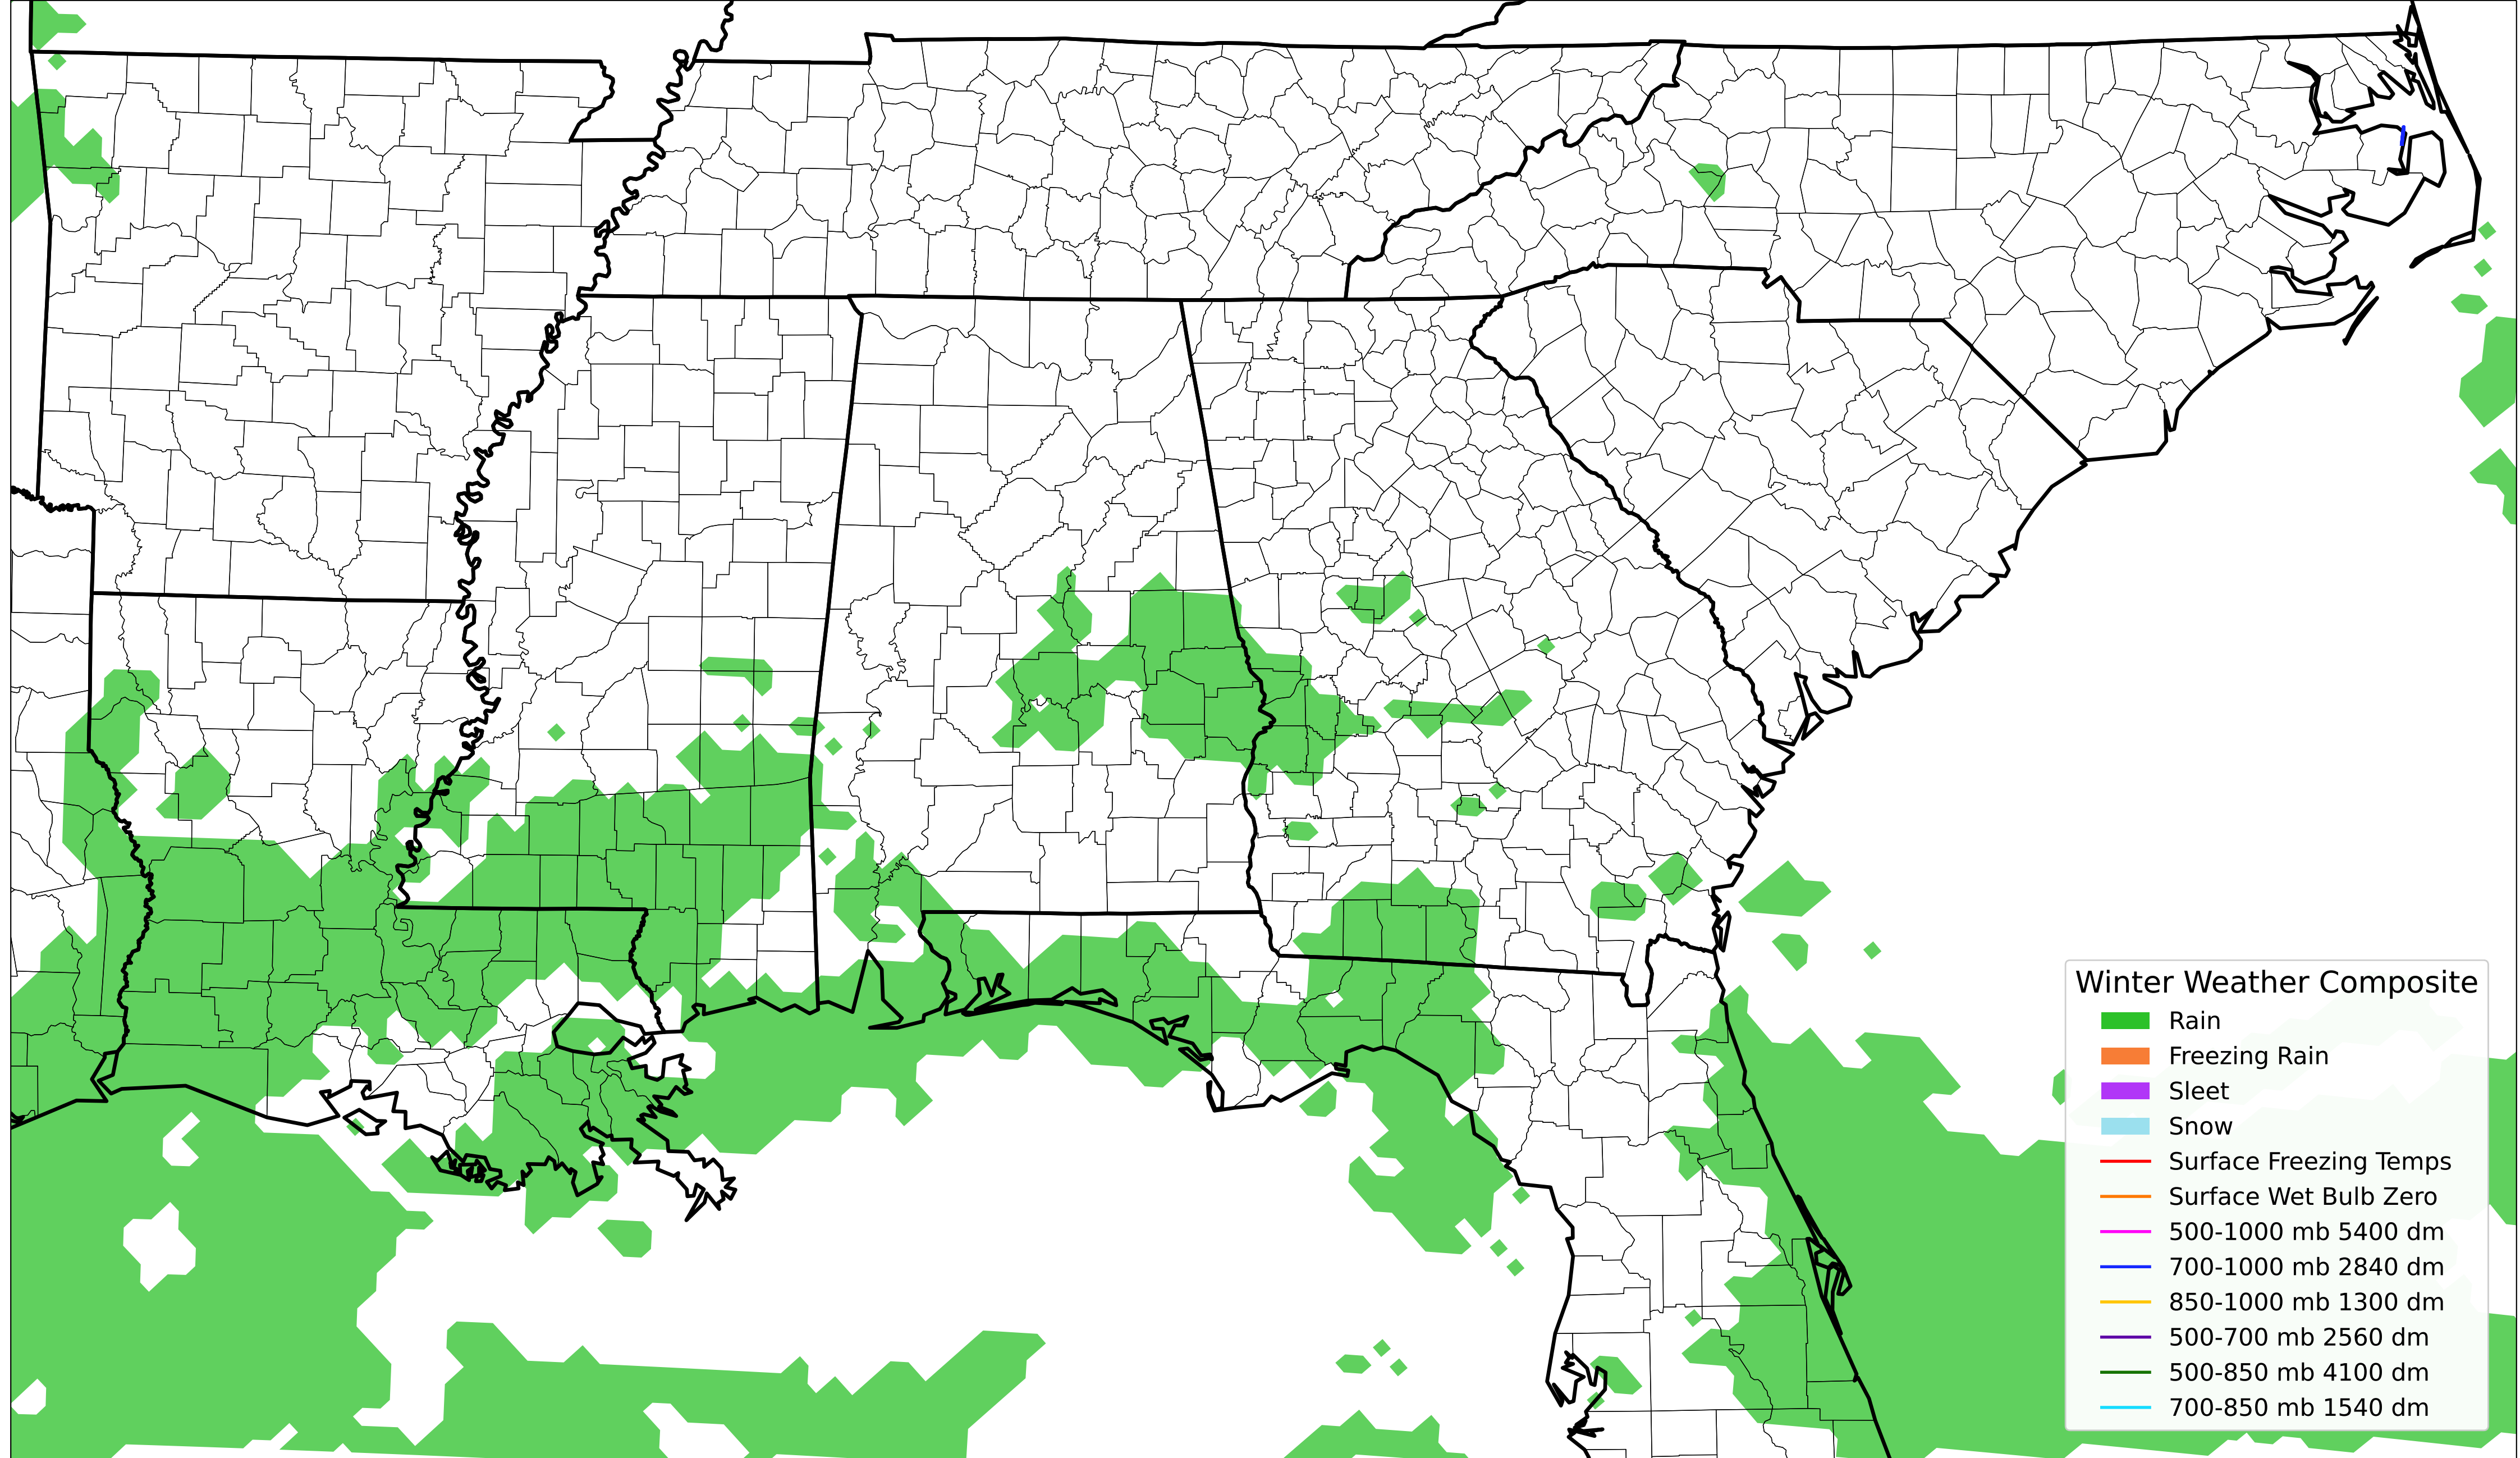 Winter Weather Composite
Rain
Freezing Rain
Sleet
Snow
Surface Freezing Temps
Surface Wet Bulb Zero
500-1000 mb 5400 dm
700-1000 mb 2840 dm
850-1000 mb 1300 dm
500-700 mb 2560 dm
500-850 mb 4100 dm
700-850 mb 1540 dm